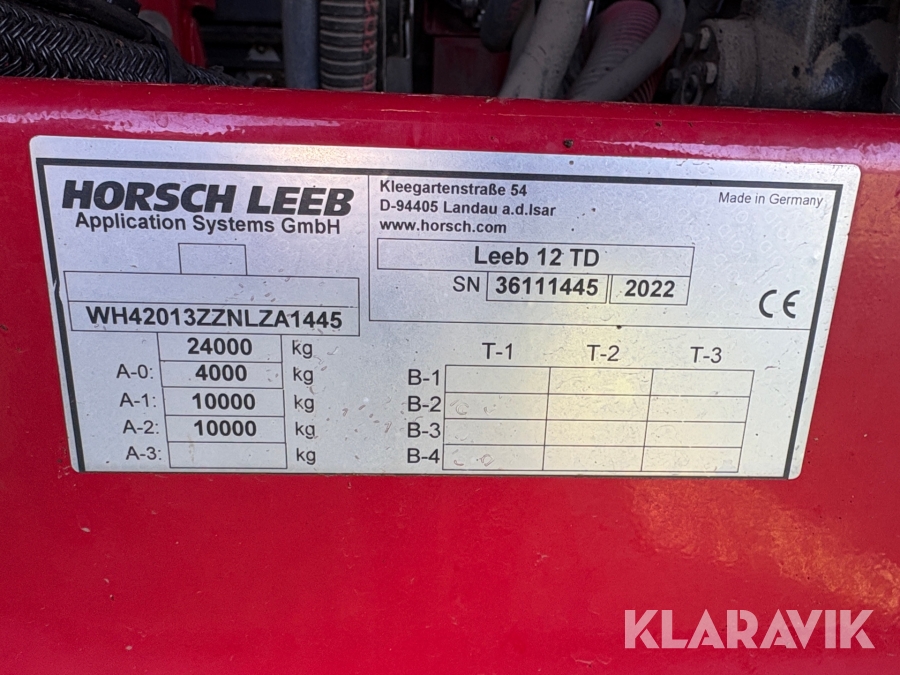 HORSCH LEEB
Application Systems GmbH
Kleegartenstraße 54
D-94405 Landau a.d.Isar
www.horsch.com
Made in Germany
Leeb 12 TD
SN 36111445 2022
CE
WH42013ZZNLZA1445
24000 kg
A-0: 4000 kg
A-1: 10000 kg
A-2: 10000 kg
A-3: kg
T-1 T-2 T-3
B-1
B-2
B-3
B-4
KLARAVIK